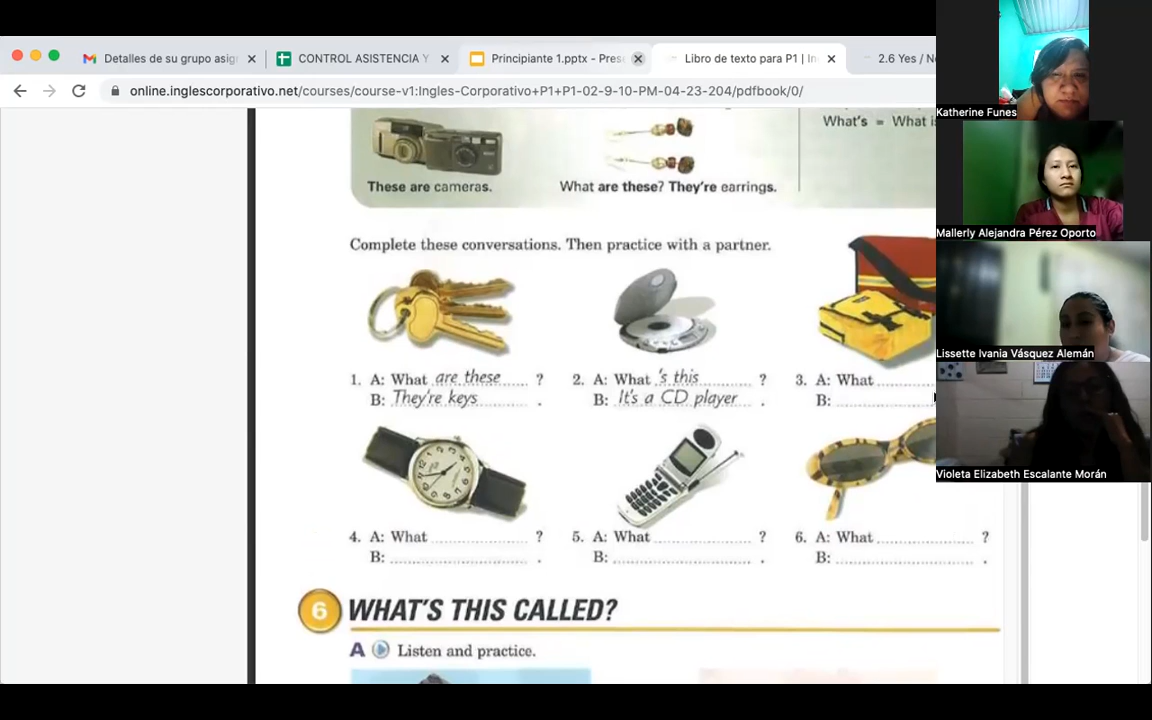 Detalles de su grupo asig
CONTROL ASISTENCIA Y
Principiante 1.pptx - Pres
Libro de texto para P1 | In
2.6 Yes / N
online.inglescorporativo.net/courses/course-v1:Ingles-Corporativo+P1+P1-02-9-10-PM-04-23-204/pdfbook/0/
Katherine Funes
What's = What i
These are cameras.
What are these? They're earrings.
Mallerly Alejandra Pérez Oporto
Complete these conversations. Then practice with a partner.
Lissette Ivania Vásquez Alemán
1. A: What are these ?
B: They're keys .
2. A: What 's this ?
B: It's a CD player .
3. A: What
B:
Violeta Elizabeth Escalante Morán
4. A: What ?
B: .
5. A: What ?
B: .
6. A: What ?
B: .
6 WHAT'S THIS CALLED?
A Listen and practice.